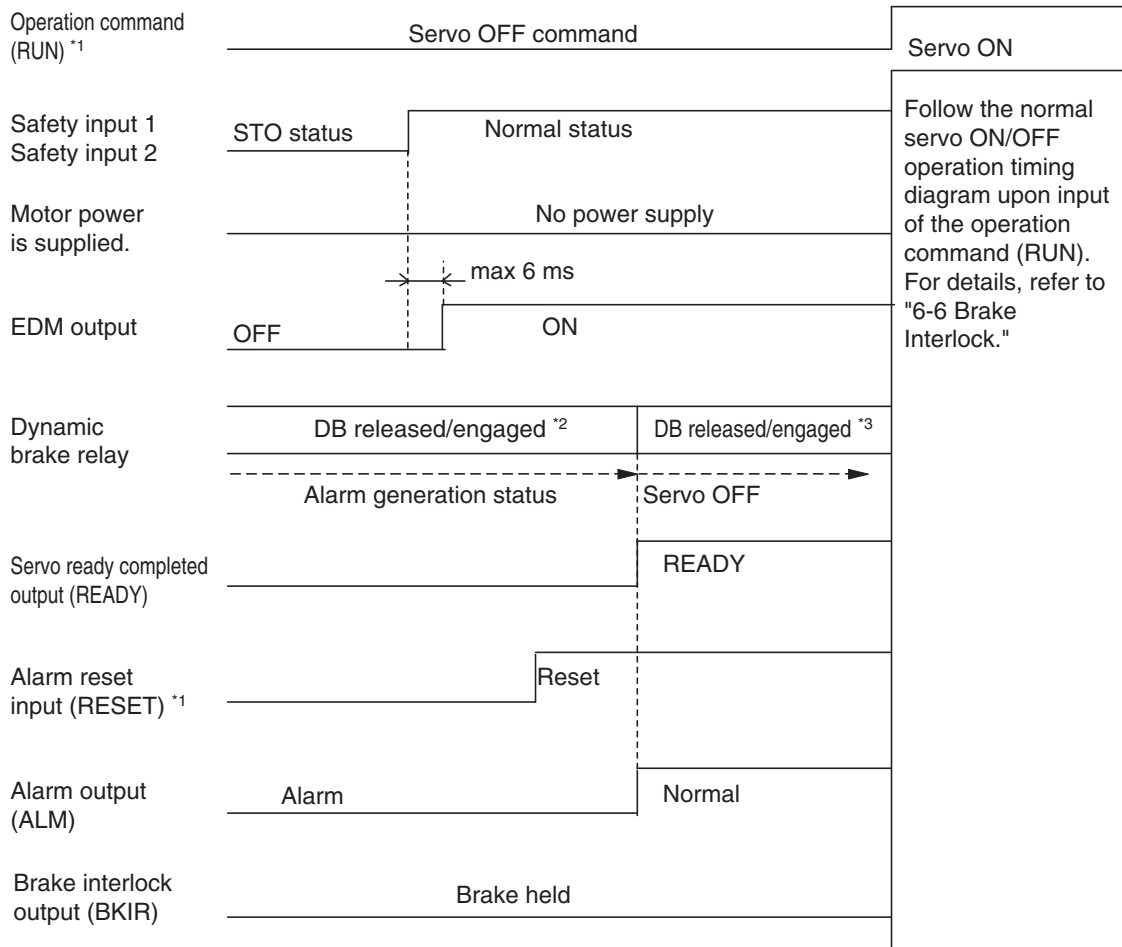 Operation command
(RUN) *1
Servo OFF command
Servo ON
Safety input 1
Safety input 2
STO status
Normal status
Follow the normal
servo ON/OFF
operation timing
diagram upon input
of the operation
command (RUN).
For details, refer to
"6-6 Brake
Interlock."
Motor power
is supplied.
No power supply
max 6 ms
EDM output
OFF
ON
Dynamic
brake relay
DB released/engaged *2
DB released/engaged *3
Alarm generation status
Servo OFF
Servo ready completed
output (READY)
READY
Alarm reset
input (RESET) *1
Reset
Alarm output
(ALM)
Alarm
Normal
Brake interlock
output (BKIR)
Brake held